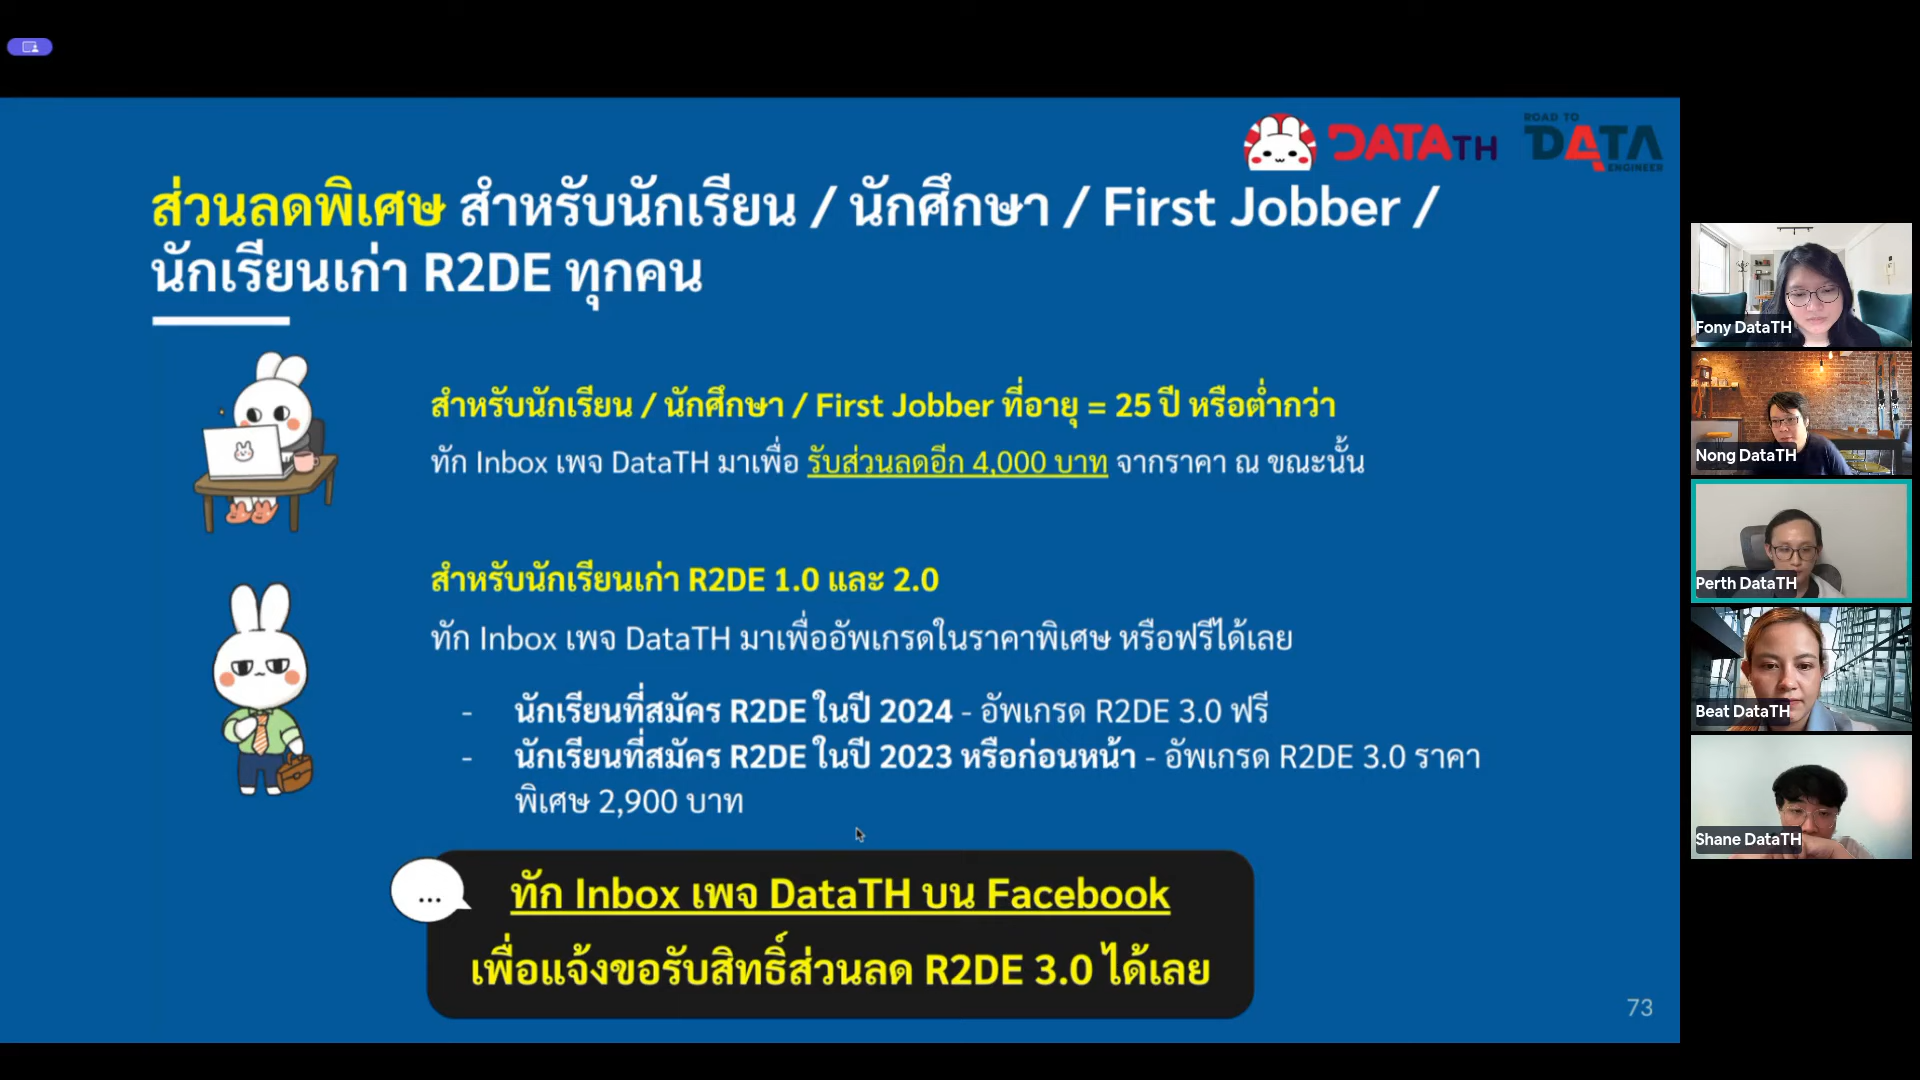 DATATH
ROAD TO
DATA
ENGINEER
ส่วนลดพิเศษ สำหรับนักเรียน / นักศึกษา / First Jobber /
นักเรียนเก่า R2DE ทุกคน
สำหรับนักเรียน / นักศึกษา / First Jobber ที่อายุ = 25 ปี หรือต่ำกว่า
ทัก Inbox เพจ DataTH มาเพื่อ รับส่วนลดอีก 4,000 บาท จากราคา ณ ขณะนั้น
สำหรับนักเรียนเก่า R2DE 1.0 และ 2.0
ทัก Inbox เพจ DataTH มาเพื่ออัพเกรดในราคาพิเศษ หรือฟรีได้เลย
- นักเรียนที่สมัคร R2DE ในปี 2024 - อัพเกรด R2DE 3.0 ฟรี
- นักเรียนที่สมัคร R2DE ในปี 2023 หรือก่อนหน้า - อัพเกรด R2DE 3.0 ราคา
พิเศษ 2,900 บาท
...
ทัก Inbox เพจ DataTH บน Facebook
เพื่อแจ้งขอรับสิทธิ์ส่วนลด R2DE 3.0 ได้เลย
73
Fony DataTH
Nong DataTH
Perth DataTH
Beat DataTH
Shane DataTH